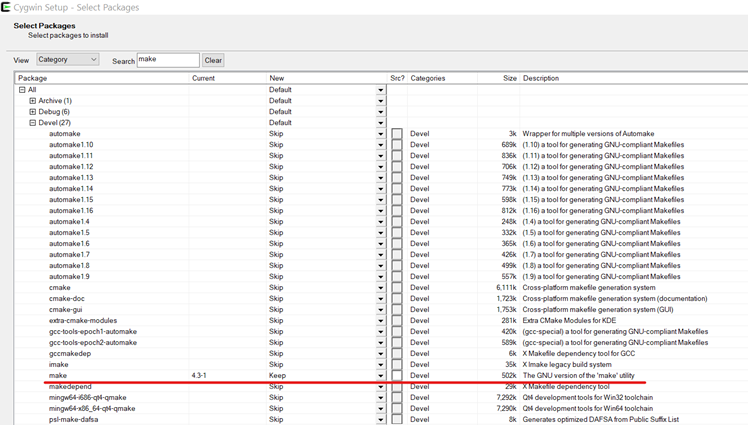 Cygwin Setup - Select Packages
Select Packages
Select packages to install
View Category Search make Clear
Package Current New Src? Categories Size Description
All Default
Archive (1) Default
Debug (6) Default
Devel (27) Default
automake Skip Devel 3k Wrapper for multiple versions of Automake
automake1.10 Skip Devel 689k (1.10) a tool for generating GNU-compliant Makefiles
automake1.11 Skip Devel 836k (1.11) a tool for generating GNU-compliant Makefiles
automake1.12 Skip Devel 706k (1.12) a tool for generating GNU-compliant Makefiles
automake1.13 Skip Devel 749k (1.13) a tool for generating GNU-compliant Makefiles
automake1.14 Skip Devel 773k (1.14) a tool for generating GNU-compliant Makefiles
automake1.15 Skip Devel 598k (1.15) a tool for generating GNU-compliant Makefiles
automake1.16 Skip Devel 812k (1.16) a tool for generating GNU-compliant Makefiles
automake1.4 Skip Devel 248k (1.4) a tool for generating GNU-compliant Makefiles
automake1.5 Skip Devel 332k (1.5) a tool for generating GNU-compliant Makefiles
automake1.6 Skip Devel 365k (1.6) a tool for generating GNU-compliant Makefiles
automake1.7 Skip Devel 426k (1.7) a tool for generating GNU-compliant Makefiles
automake1.8 Skip Devel 499k (1.8) a tool for generating GNU-compliant Makefiles
automake1.9 Skip Devel 557k (1.9) a tool for generating GNU-compliant Makefiles
cmake Skip Devel 6,111k Cross-platform makefile generation system
cmake-doc Skip Devel 1,723k Cross-platform makefile generation system (documentation)
cmake-gui Skip Devel 1,753k Cross-platform makefile generation system (GUI)
extra-cmake-modules Skip Devel 281k Extra CMake Modules for KDE
gcc-tools-epoch1-automake Skip Devel 420k (gcc-special) a tool for generating GNU-compliant Makefiles
gcc-tools-epoch2-automake Skip Devel 589k (gcc-special) a tool for generating GNU-compliant Makefiles
gccmakedep Skip Devel 6k X Makefile dependency tool for GCC
imake Skip Devel 35k X Imake legacy build system
make 4.3-1 Keep Devel 502k The GNU version of the 'make' utility
makedepend Skip Devel 29k X Makefile dependency tool
mingw64-i686-qt4-qmake Skip Devel 7,292k Qt4 development tools for Win32 toolchain
mingw64-x86_64-qt4-qmake Skip Devel 7,290k Qt4 development tools for Win64 toolchain
psl-make-dafsa Skip Devel 8k Generates optimized DAFSA from Public Suffix List